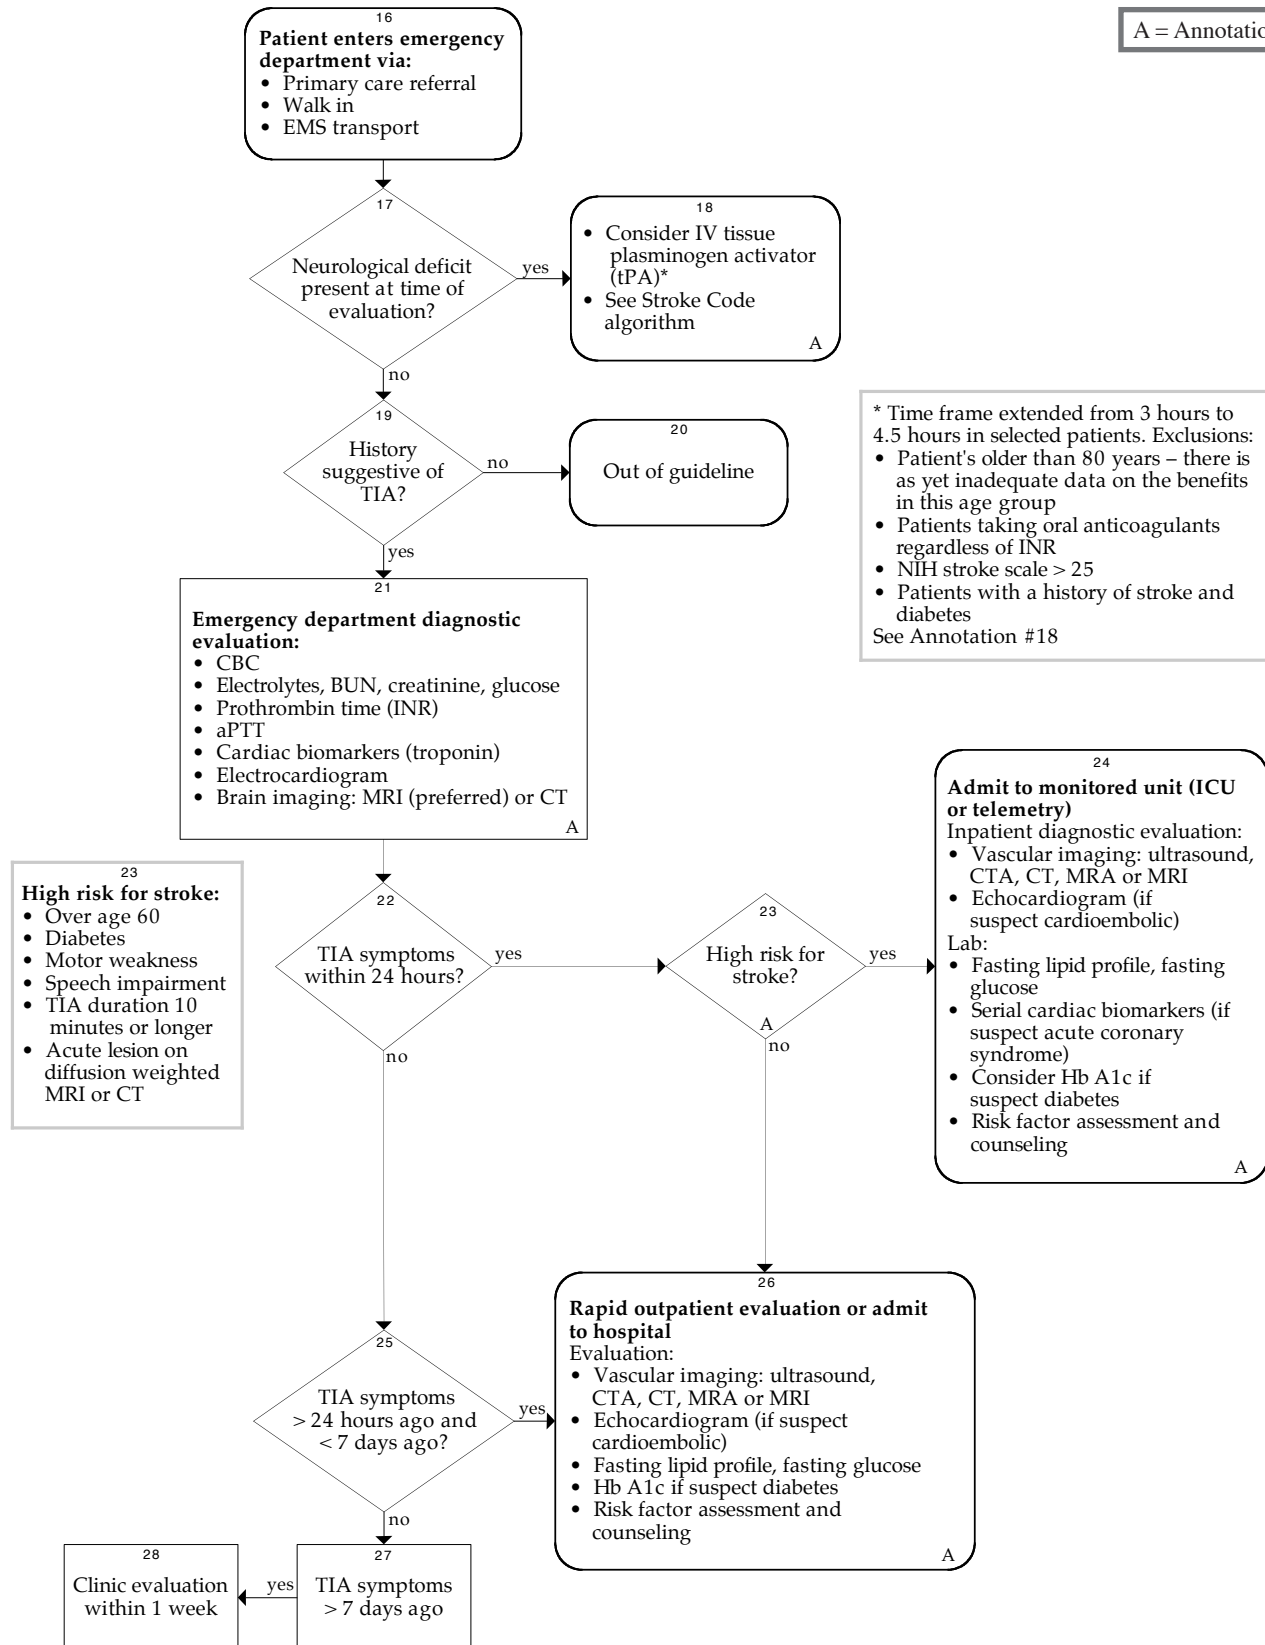 A = Annotatio
16
Patient enters emergency
department via:
• Primary care referral
• Walk in
• EMS transport
17
Neurological deficit
present at time of
evaluation?
yes
18
• Consider IV tissue
plasminogen activator
(tPA)*
• See Stroke Code
algorithm
A
no
19
History
suggestive of
TIA?
no
20
Out of guideline
* Time frame extended from 3 hours to
4.5 hours in selected patients. Exclusions:
• Patient's older than 80 years – there is
as yet inadequate data on the benefits
in this age group
• Patients taking oral anticoagulants
regardless of INR
• NIH stroke scale > 25
• Patients with a history of stroke and
diabetes
See Annotation #18
yes
21
Emergency department diagnostic
evaluation:
• CBC
• Electrolytes, BUN, creatinine, glucose
• Prothrombin time (INR)
• aPTT
• Cardiac biomarkers (troponin)
• Electrocardiogram
• Brain imaging: MRI (preferred) or CT
A
23
High risk for stroke:
• Over age 60
• Diabetes
• Motor weakness
• Speech impairment
• TIA duration 10
minutes or longer
• Acute lesion on
diffusion weighted
MRI or CT
22
TIA symptoms
within 24 hours?
yes
23
High risk for
stroke?
A
yes
24
Admit to monitored unit (ICU
or telemetry)
Inpatient diagnostic evaluation:
• Vascular imaging: ultrasound,
CTA, CT, MRA or MRI
• Echocardiogram (if
suspect cardioembolic)
Lab:
• Fasting lipid profile, fasting
glucose
• Serial cardiac biomarkers (if
suspect acute coronary
syndrome)
• Consider Hb A1c if
suspect diabetes
• Risk factor assessment and
counseling
A
no
no
25
TIA symptoms
> 24 hours ago and
< 7 days ago?
yes
26
Rapid outpatient evaluation or admit
to hospital
Evaluation:
• Vascular imaging: ultrasound,
CTA, CT, MRA or MRI
• Echocardiogram (if suspect
cardioembolic)
• Fasting lipid profile, fasting glucose
• Hb A1c if suspect diabetes
• Risk factor assessment and
counseling
A
no
27
TIA symptoms
> 7 days ago
yes
28
Clinic evaluation
within 1 week